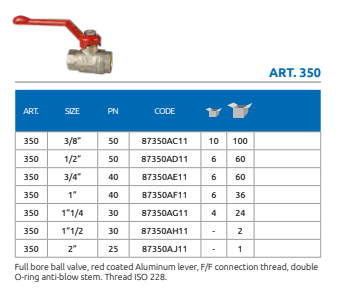 ART. 350
ART. SIZE PN CODE
350 3/8” 50 87350AC11 10 100
350 1/2” 50 87350AD11 6 60
350 3/4” 40 87350AE11 6 60
350 1” 40 87350AF11 6 36
350 1”1/4 30 87350AG11 4 24
350 1”1/2 30 87350AH11 - 2
350 2” 25 87350AJ11 - 1
Full bore ball valve, red coated Aluminum lever, F/F connection thread, double
O-ring anti-blow stem. Thread ISO 228.